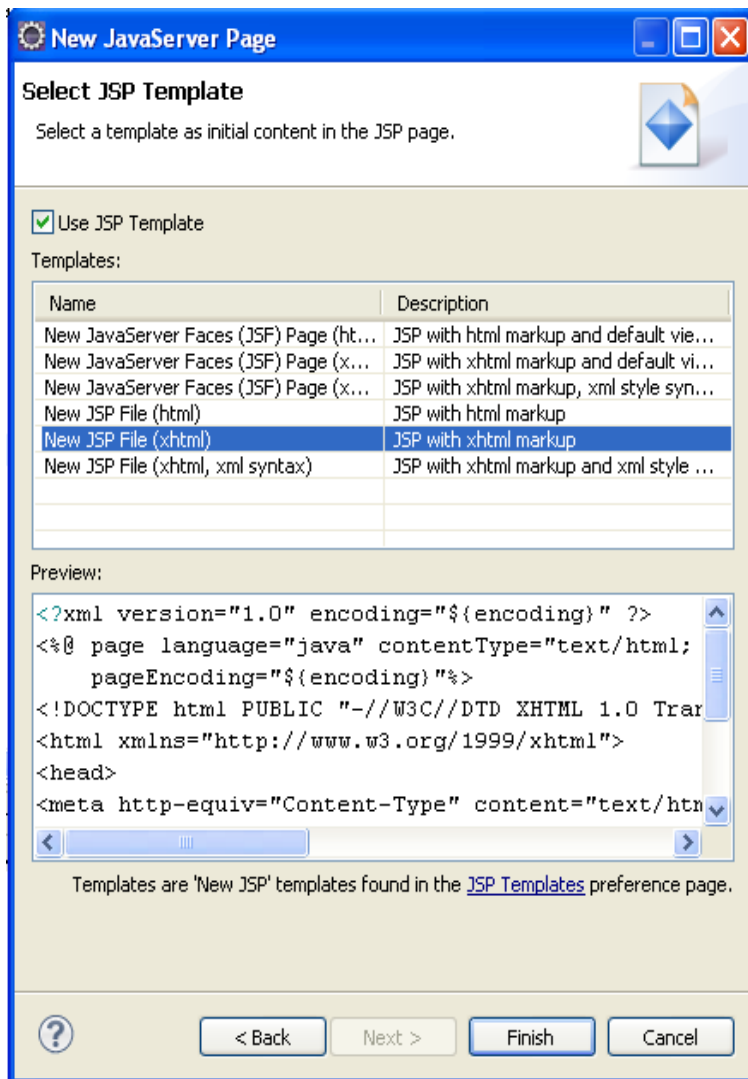 New JavaServer Page
Select JSP Template
Select a template as initial content in the JSP page.
Use JSP Template
Templates:
Name Description
New JavaServer Faces (JSF) Page (ht... JSP with html markup and default vie...
New JavaServer Faces (JSF) Page (x... JSP with xhtml markup and default vi...
New JavaServer Faces (JSF) Page (x... JSP with xhtml markup, xml style syn...
New JSP File (html) JSP with html markup
New JSP File (xhtml) JSP with xhtml markup
New JSP File (xhtml, xml syntax) JSP with xhtml markup and xml style ...
Preview:
<?xml version="1.0" encoding="${encoding}" ?>
<%@ page language="java" contentType="text/html;
pageEncoding="${encoding}"%>
<!DOCTYPE html PUBLIC "-//W3C//DTD XHTML 1.0 Tran
<html xmlns="http://www.w3.org/1999/xhtml">
<head>
<meta http-equiv="Content-Type" content="text/htm
Templates are 'New JSP' templates found in the JSP Templates preference page.
? < Back Next > Finish Cancel